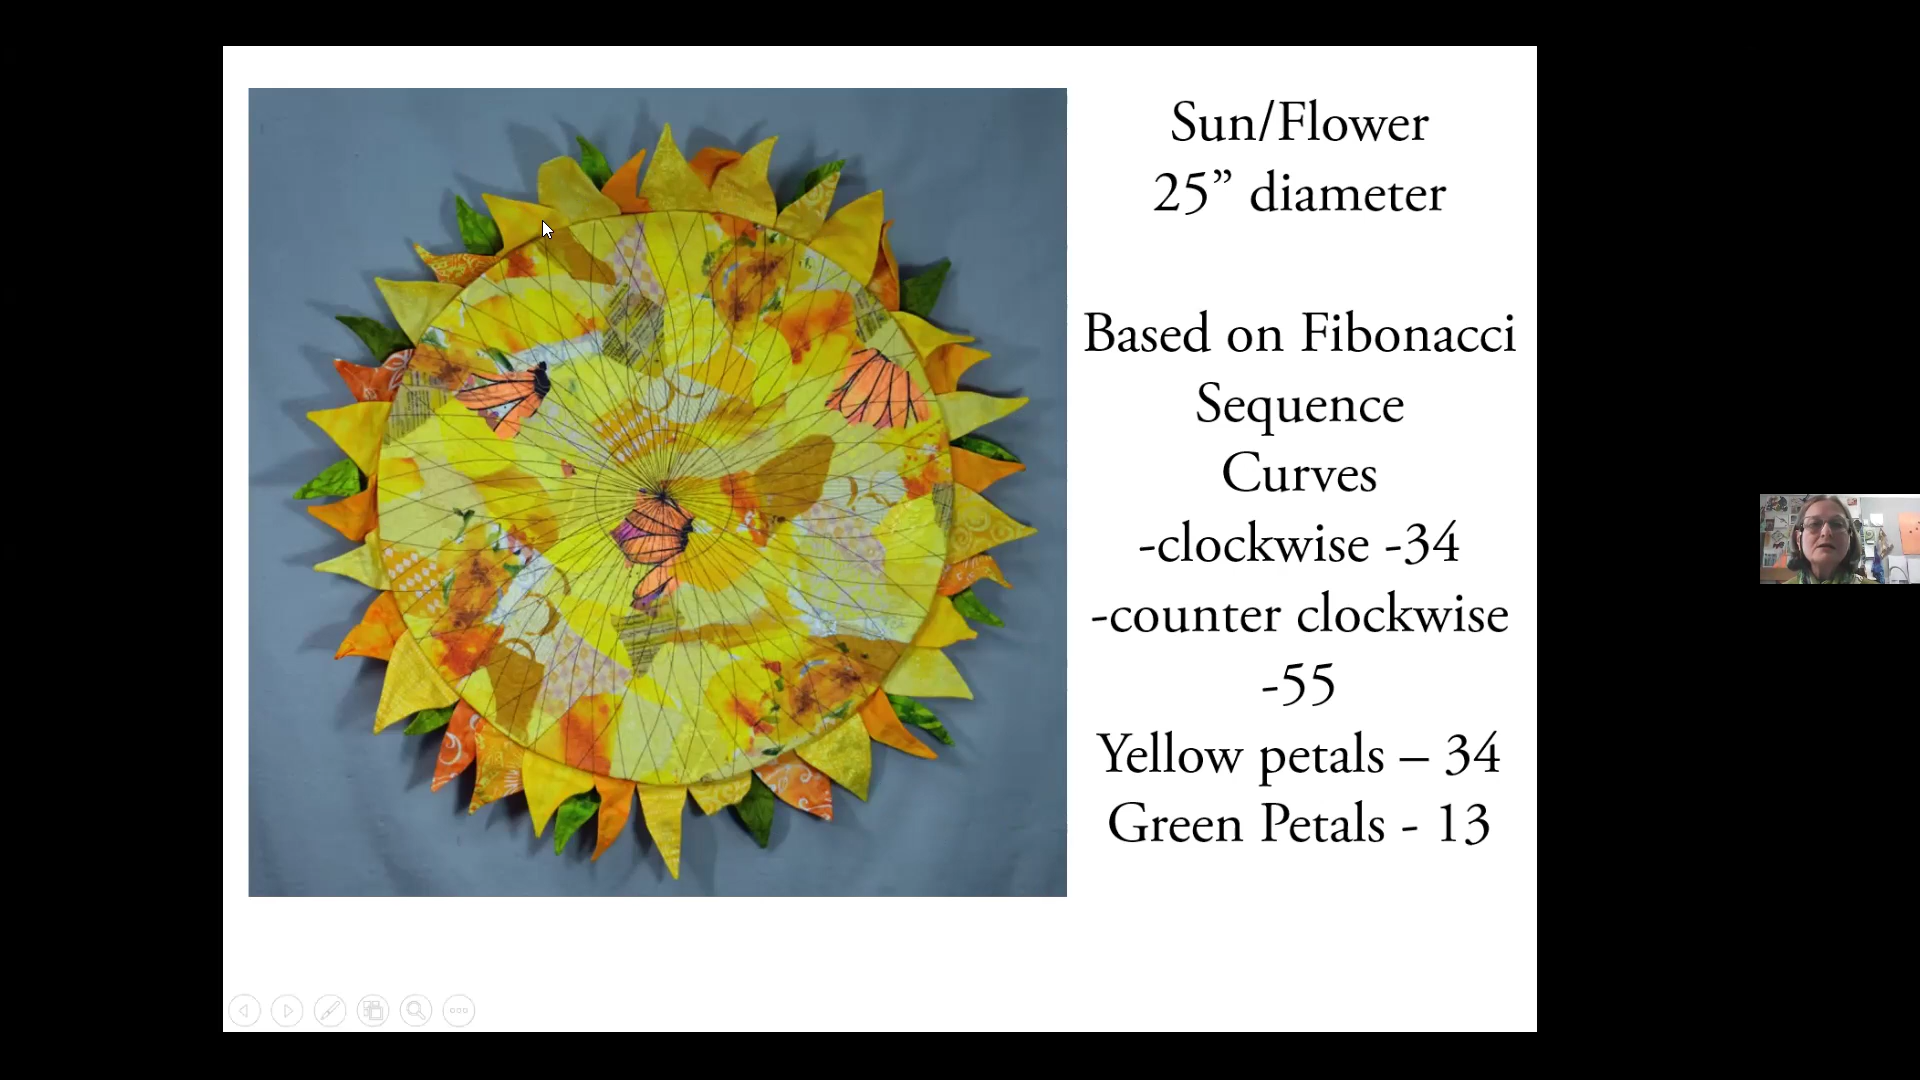 Sun/Flower
25” diameter
Based on Fibonacci
Sequence
Curves
-clockwise -34
-counter clockwise
-55
Yellow petals – 34
Green Petals - 13